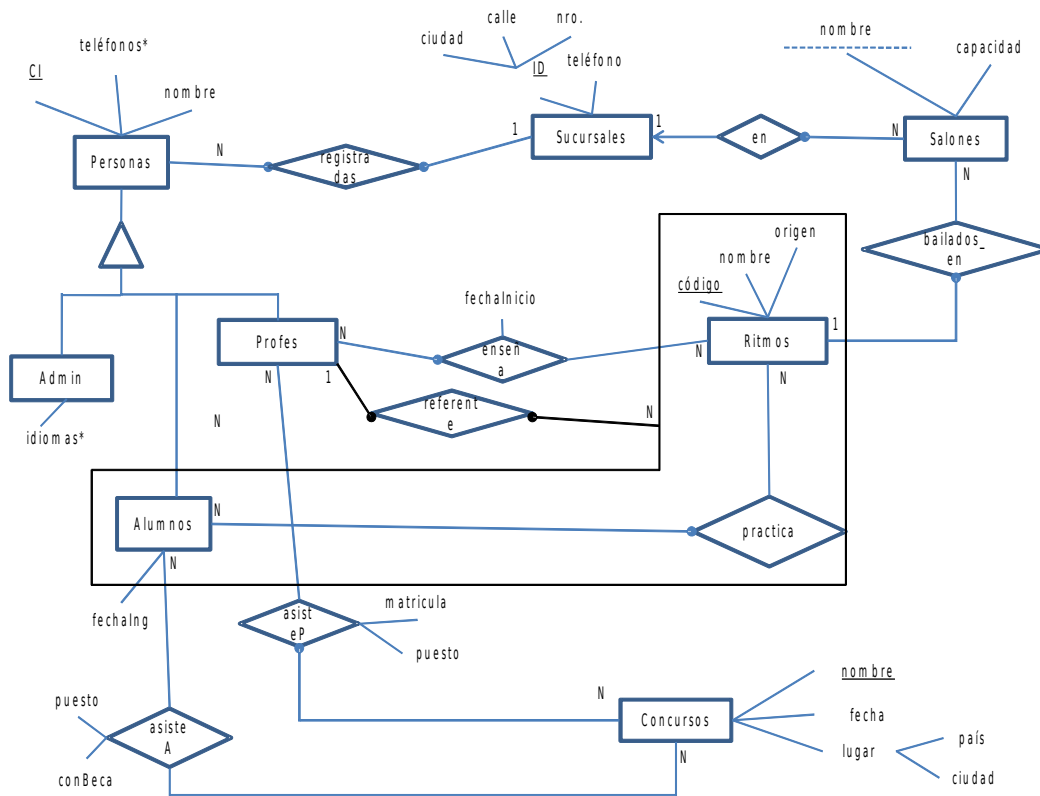 calle
nro.
ciudad
teléfonos*
nombre
capacidad
teléfono
CI
ID
nombre
1
1
N
N
Personas
registra
das
Sucursales
en
Salones
N
origen
bailados_
en
nombre
código
fechaInicio
Profes
N
enseñ
a
N
Ritmos
1
Admin
N
1
N
referent
e
N
idiomas*
N
Alumnos
N
practica
N
fechaIng
asist
eP
matricula
puesto
puesto
asiste
A
conBeca
N
Concursos
N
nombre
fecha
lugar
país
ciudad